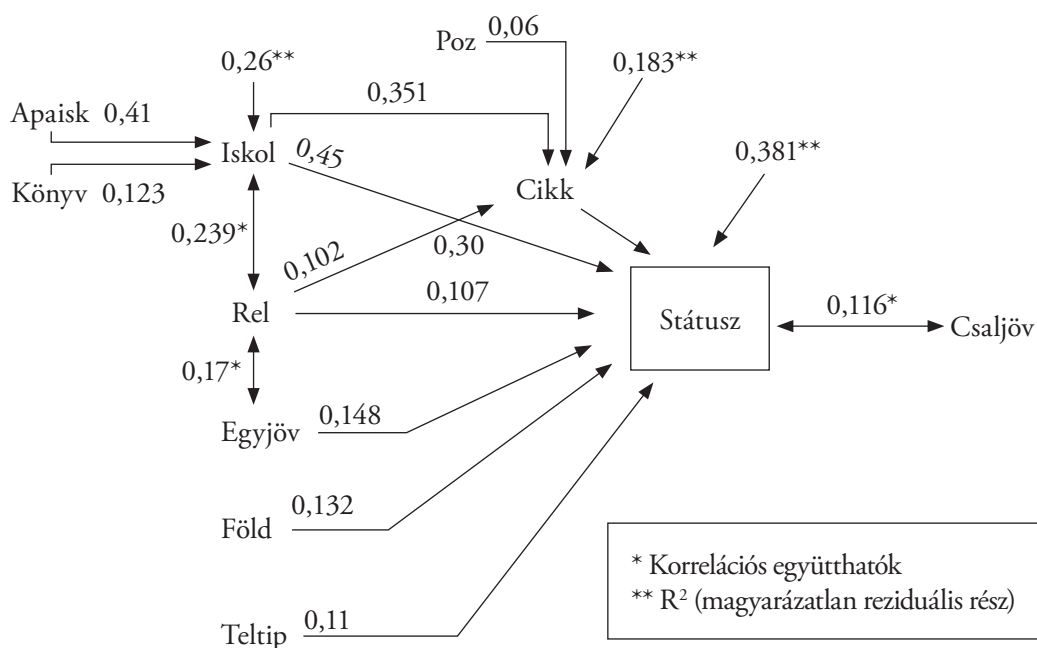 Poz 0,06
0,26**
0,183**
0,351
Apaisk 0,41
Iskol
0,45
0,381**
Könyv 0,123
Cikk
0,239*
0,102
0,30
0,107
Rel
Státusz
0,116*
Csaljöv
0,17*
0,148
Egyjöv
0,132
Föld
* Korrelációs együtthatók
** R² (magyarázatlan reziduális rész)
0,11
Teltip